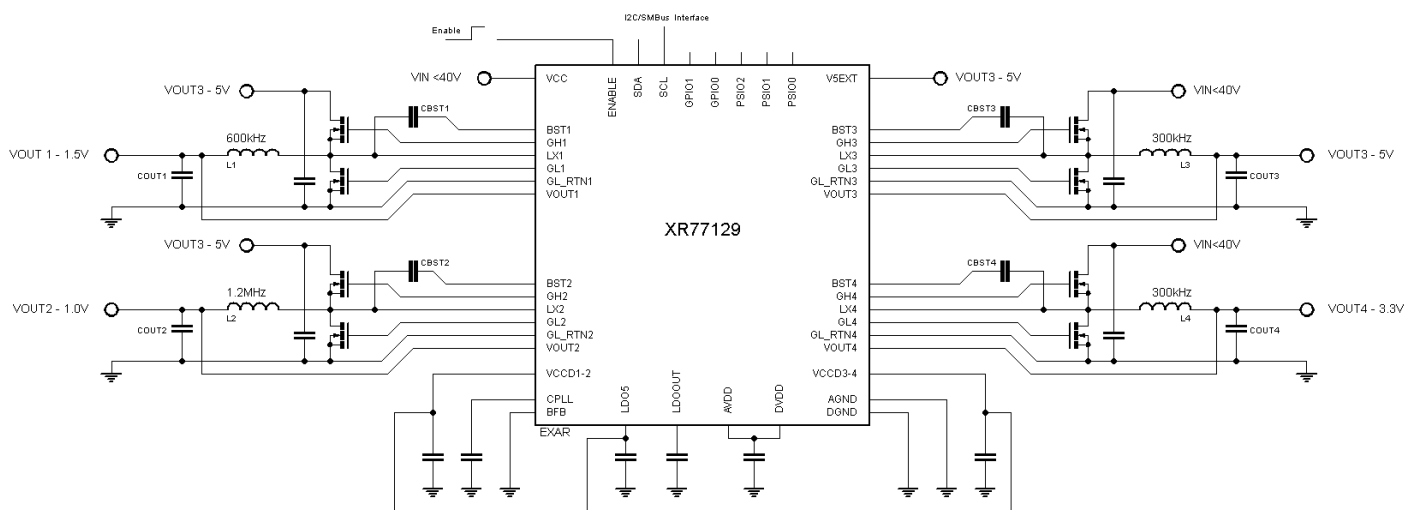 I2C/SMBus Interface
Enable
VIN <40V
VCC
ENABLE
SDA
SCL
GPIO1
GPIO0
PSIO2
PSIO1
PSIO0
V5EXT
VOUT3 - 5V
VOUT3 - 5V
CBST1
BST1
GH1
600kHz
VOUT 1 - 1.5V
LX1
L1
COUT1
GL1
GL_RTN1
VOUT1
CBST3
VIN<40V
BST3
GH3
300kHz
LX3
VOUT3 - 5V
L3
COUT3
GL3
GL_RTN3
VOUT3
XR77129
VOUT3 - 5V
CBST2
BST2
GH2
1.2MHz
VOUT2 - 1.0V
LX2
L2
COUT2
GL2
GL_RTN2
VOUT2
CBST4
VIN<40V
BST4
GH4
300kHz
LX4
VOUT4 - 3.3V
L4
COUT4
GL4
GL_RTN4
VOUT4
VCCD1-2
VCCD3-4
CPLL
BFB
LDO5
LDOOUT
AVDD
DVDD
AGND
DGND
EXAR